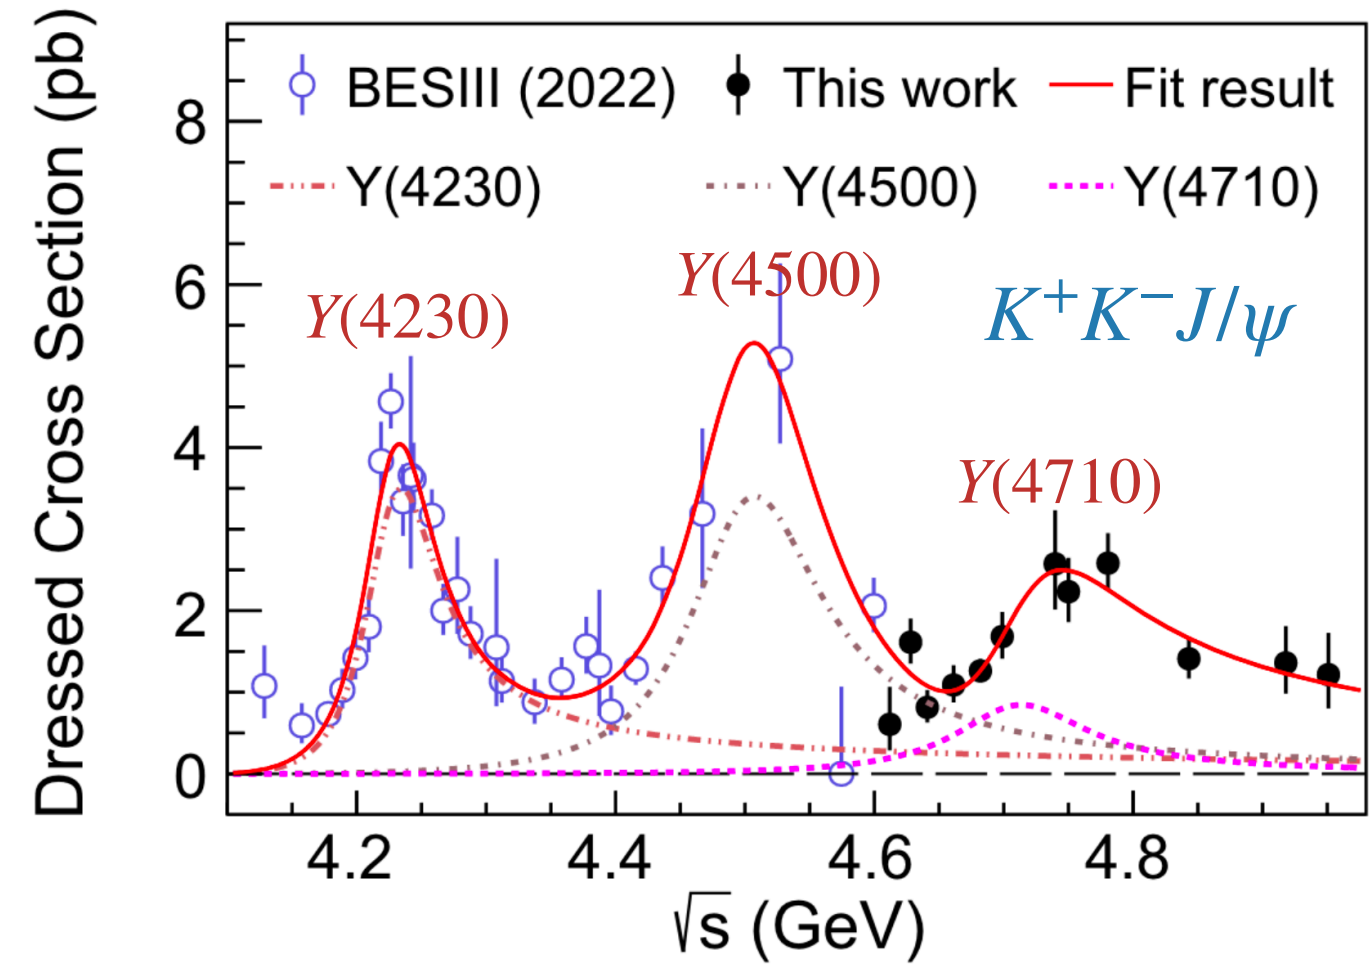 Dressed Cross Section (pb)
BESIII (2022) This work Fit result
Y(4230) Y(4500) Y(4710)
Y(4500)
Y(4230)
K⁺K⁻J/ψ
Y(4710)
8
6
4
2
0
4.2 4.4 4.6 4.8
√s (GeV)